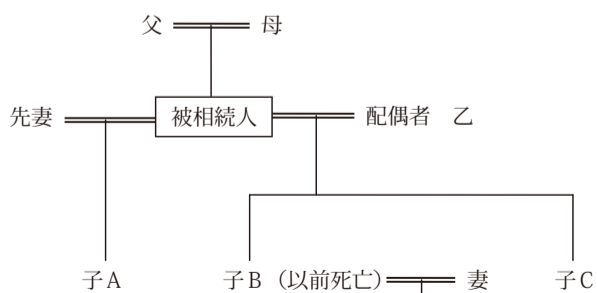 父 母
先妻 被相続人 配偶者 乙
子A 子B（以前死亡） 妻 子C